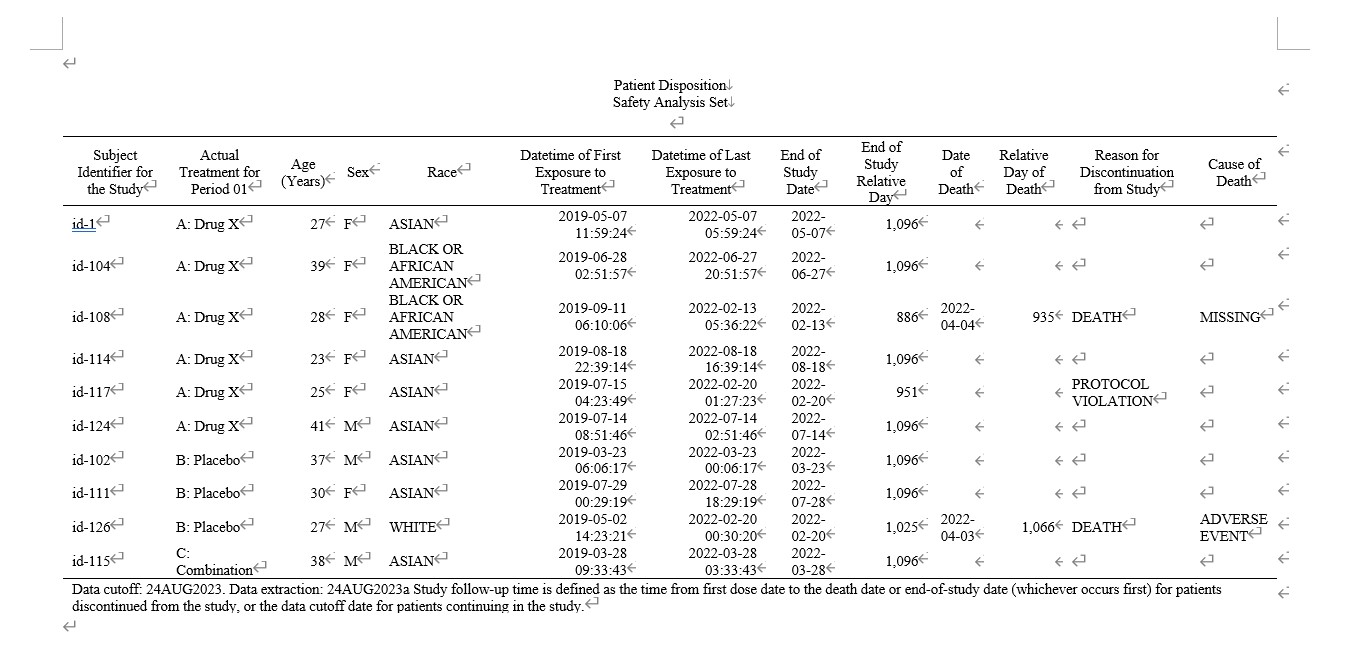 Patient Disposition
Safety Analysis Set
Subject Identifier for the Study	Actual Treatment for Period 01	Age (Years)	Sex	Race	Datetime of First Exposure to Treatment	Datetime of Last Exposure to Treatment	End of Study Date	End of Study Relative Day	Date of Death	Relative Day of Death	Reason for Discontinuation from Study	Cause of Death
id-1	A: Drug X	27	F	ASIAN	2019-05-07 11:59:24	2022-05-07 05:59:24	2022-05-07	1,096
id-104	A: Drug X	39	F	BLACK OR AFRICAN AMERICAN	2019-06-28 02:51:57	2022-06-27 20:51:57	2022-06-27	1,096
id-108	A: Drug X	28	F	BLACK OR AFRICAN AMERICAN	2019-09-11 06:10:06	2022-02-13 05:36:22	2022-02-13	886	2022-04-04	935	DEATH	MISSING
id-114	A: Drug X	23	F	ASIAN	2019-08-18 22:39:14	2022-08-18 16:39:14	2022-08-18	1,096
id-117	A: Drug X	25	F	ASIAN	2019-07-15 04:23:49	2022-02-20 01:27:23	2022-02-20	951	PROTOCOL VIOLATION
id-124	A: Drug X	41	M	ASIAN	2019-07-14 08:51:46	2022-07-14 02:51:46	2022-07-14	1,096
id-102	B: Placebo	37	M	ASIAN	2019-03-23 06:06:17	2022-03-23 00:06:17	2022-03-23	1,096
id-111	B: Placebo	30	F	ASIAN	2019-07-29 00:29:19	2022-07-28 18:29:19	2022-07-28	1,096
id-126	B: Placebo	27	M	WHITE	2019-05-02 14:23:21	2022-02-20 00:30:20	2022-02-20	1,025	2022-04-03	1,066	DEATH	ADVERSE EVENT
id-115	C: Combination	38	M	ASIAN	2019-03-28 09:33:43	2022-03-28 03:33:43	2022-03-28	1,096
Data cutoff: 24AUG2023. Data extraction: 24AUG2023a Study follow-up time is defined as the time from first dose date to the death date or end-of-study date (whichever occurs first) for patients
discontinued from the study, or the data cutoff date for patients continuing in the study.